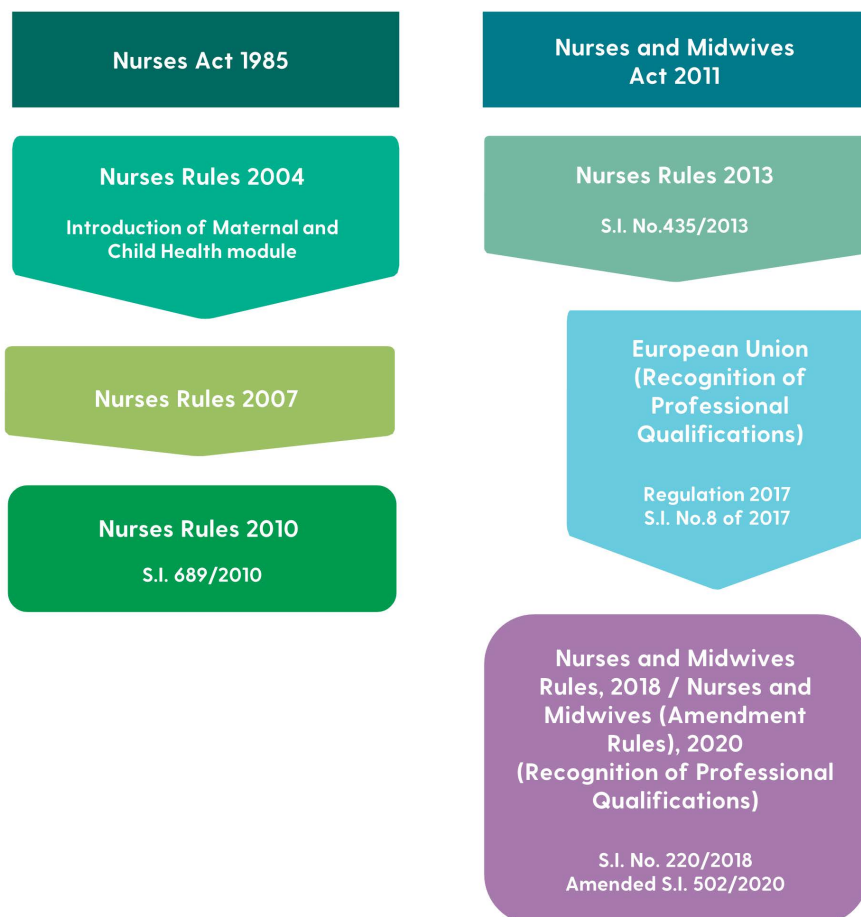 Nurses Act 1985
Nurses Rules 2004
Introduction of Maternal and
Child Health module
Nurses Rules 2007
Nurses Rules 2010
S.I. 689/2010
Nurses and Midwives
Act 2011
Nurses Rules 2013
S.I. No.435/2013
European Union
(Recognition of
Professional
Qualifications)
Regulation 2017
S.I. No.8 of 2017
Nurses and Midwives
Rules, 2018 / Nurses and
Midwives (Amendment
Rules), 2020
(Recognition of Professional
Qualifications)
S.I. No. 220/2018
Amended S.I. 502/2020